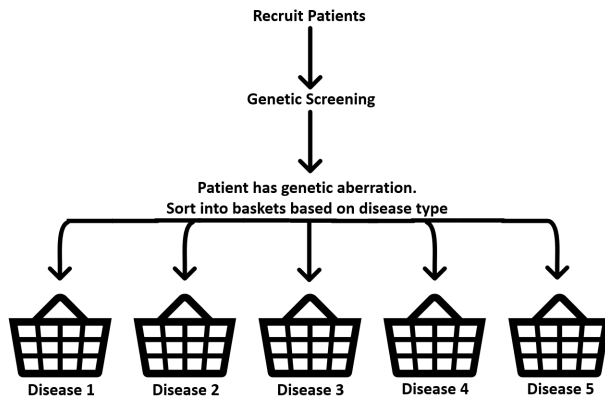 Recruit Patients
Genetic Screening
Patient has genetic aberration.
Sort into baskets based on disease type
Disease 1
Disease 2
Disease 3
Disease 4
Disease 5